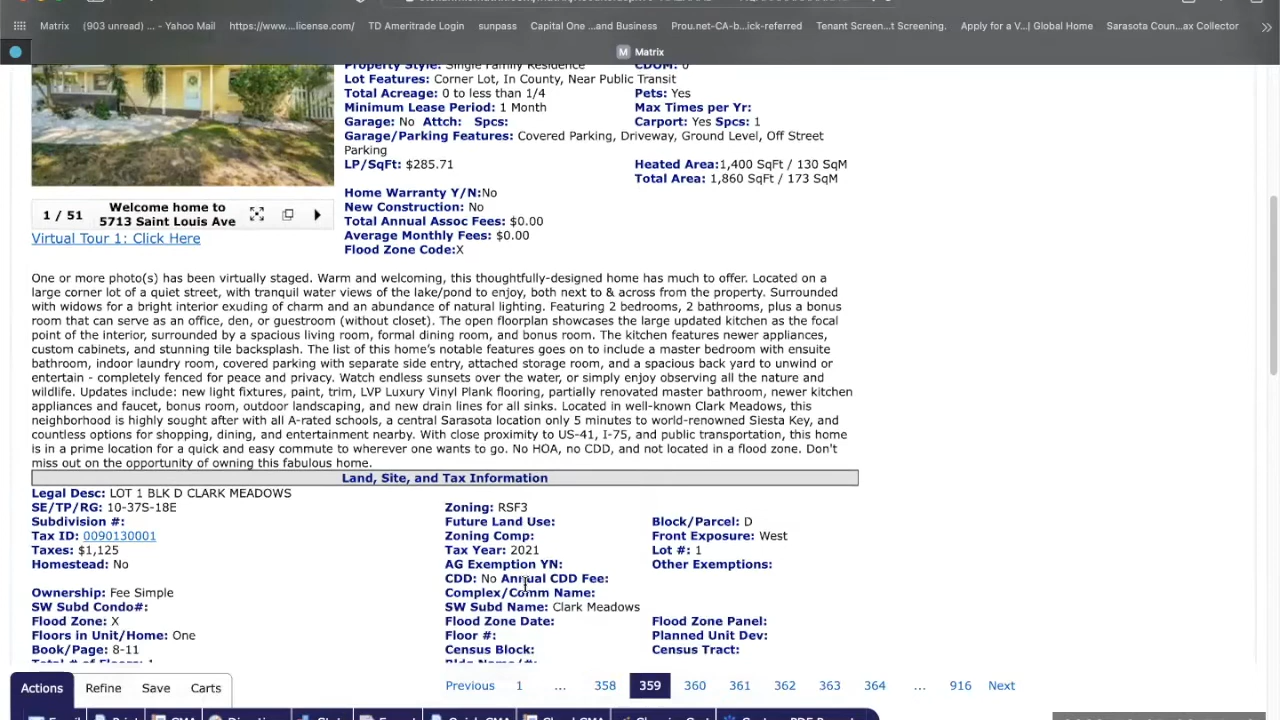 Matrix (903 unread) ... – Yahoo Mail https://www....license.com/ TD Ameritrade Login sunpass Capital One ...and Business Prou.net-CA-b...ick-referred Tenant Screen...t Screening. Apply for a V...| Global Home Sarasota Coun...ax Collector
M Matrix
Property Style: Single Family Residence CDOM: 0
Lot Features: Corner Lot, In County, Near Public Transit
Total Acreage: 0 to less than 1/4 Pets: Yes
Minimum Lease Period: 1 Month Max Times per Yr:
Garage: No Attch: Spcs: Carport: Yes Spcs: 1
Garage/Parking Features: Covered Parking, Driveway, Ground Level, Off Street
Parking
LP/SqFt: $285.71 Heated Area:1,400 SqFt / 130 SqM
Total Area: 1,860 SqFt / 173 SqM
Home Warranty Y/N:No
New Construction: No
Total Annual Assoc Fees: $0.00
Average Monthly Fees: $0.00
Flood Zone Code:X
1 / 51 Welcome home to
5713 Saint Louis Ave
Virtual Tour 1: Click Here
One or more photo(s) has been virtually staged. Warm and welcoming, this thoughtfully-designed home has much to offer. Located on a
large corner lot of a quiet street, with tranquil water views of the lake/pond to enjoy, both next to & across from the property. Surrounded
with widows for a bright interior exuding of charm and an abundance of natural lighting. Featuring 2 bedrooms, 2 bathrooms, plus a bonus
room that can serve as an office, den, or guestroom (without closet). The open floorplan showcases the large updated kitchen as the focal
point of the interior, surrounded by a spacious living room, formal dining room, and bonus room. The kitchen features newer appliances,
custom cabinets, and stunning tile backsplash. The list of this home's notable features goes on to include a master bedroom with ensuite
bathroom, indoor laundry room, covered parking with separate side entry, attached storage room, and a spacious back yard to unwind or
entertain - completely fenced for peace and privacy. Watch endless sunsets over the water, or simply enjoy observing all the nature and
wildlife. Updates include: new light fixtures, paint, trim, LVP Luxury Vinyl Plank flooring, partially renovated master bathroom, newer kitchen
appliances and faucet, bonus room, outdoor landscaping, and new drain lines for all sinks. Located in well-known Clark Meadows, this
neighborhood is highly sought after with all A-rated schools, a central Sarasota location only 5 minutes to world-renowned Siesta Key, and
countless options for shopping, dining, and entertainment nearby. With close proximity to US-41, I-75, and public transportation, this home
is in a prime location for a quick and easy commute to wherever one wants to go. No HOA, no CDD, and not located in a flood zone. Don't
miss out on the opportunity of owning this fabulous home.
Land, Site, and Tax Information
Legal Desc: LOT 1 BLK D CLARK MEADOWS
SE/TP/RG: 10-37S-18E Zoning: RSF3
Subdivision #: Future Land Use: Block/Parcel: D
Tax ID: 0090130001 Zoning Comp: Front Exposure: West
Taxes: $1,125 Tax Year: 2021 Lot #: 1
Homestead: No AG Exemption YN: Other Exemptions:
CDD: No Annual CDD Fee:
Ownership: Fee Simple Complex/Comm Name:
SW Subd Condo#: SW Subd Name: Clark Meadows
Flood Zone: X Flood Zone Date: Flood Zone Panel:
Floors in Unit/Home: One Floor #: Planned Unit Dev:
Book/Page: 8-11 Census Block: Census Tract:
Total # of Floors: 1 Bldg Name/#:
Actions Refine Save Carts Previous 1 ... 358 359 360 361 362 363 364 ... 916 Next